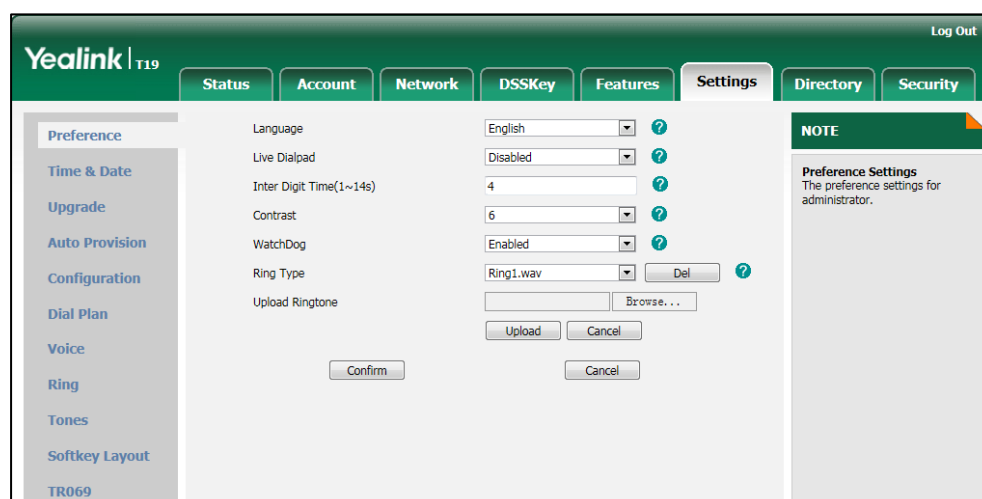 Log Out
Yealink | T19
Status Account Network DSSKey Features Settings Directory Security
Preference
Time & Date
Upgrade
Auto Provision
Configuration
Dial Plan
Voice
Ring
Tones
Softkey Layout
TR069
Language English ?
Live Dialpad Disabled ?
Inter Digit Time(1~14s) 4 ?
Contrast 6 ?
WatchDog Enabled ?
Ring Type Ring1.wav Del ?
Upload Ringtone Browse...
Upload Cancel
Confirm Cancel
NOTE
Preference Settings
The preference settings for
administrator.